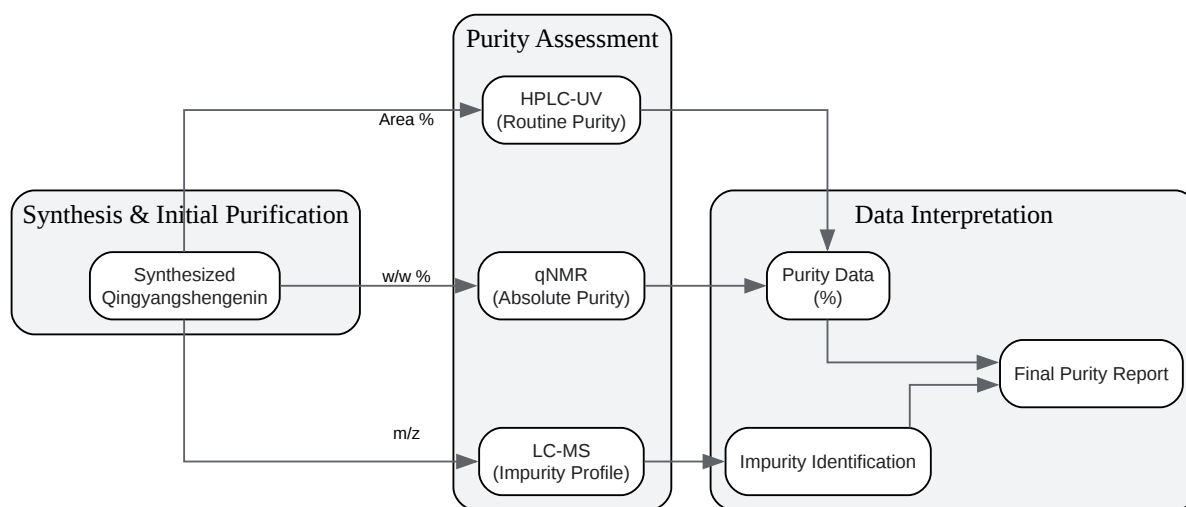 Purity Assessment
HPLC-UV
(Routine Purity)
Area %
Synthesis & Initial Purification
Data Interpretation
Synthesized
Qingyangshengenin
w/w %
qNMR
(Absolute Purity)
Purity Data
(%)
Final Purity Report
m/z
LC-MS
(Impurity Profile)
Impurity Identification